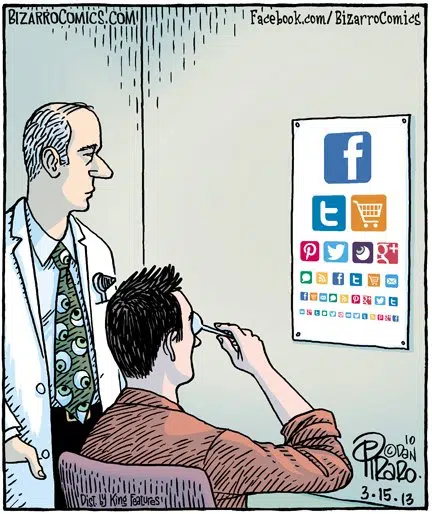 BIZARROCOMICS.COM
Facebook.com/BIZARROCOMICS
f
t
g+
10
©DAN
PIRARO.
3-15-13
Dist. by King Features